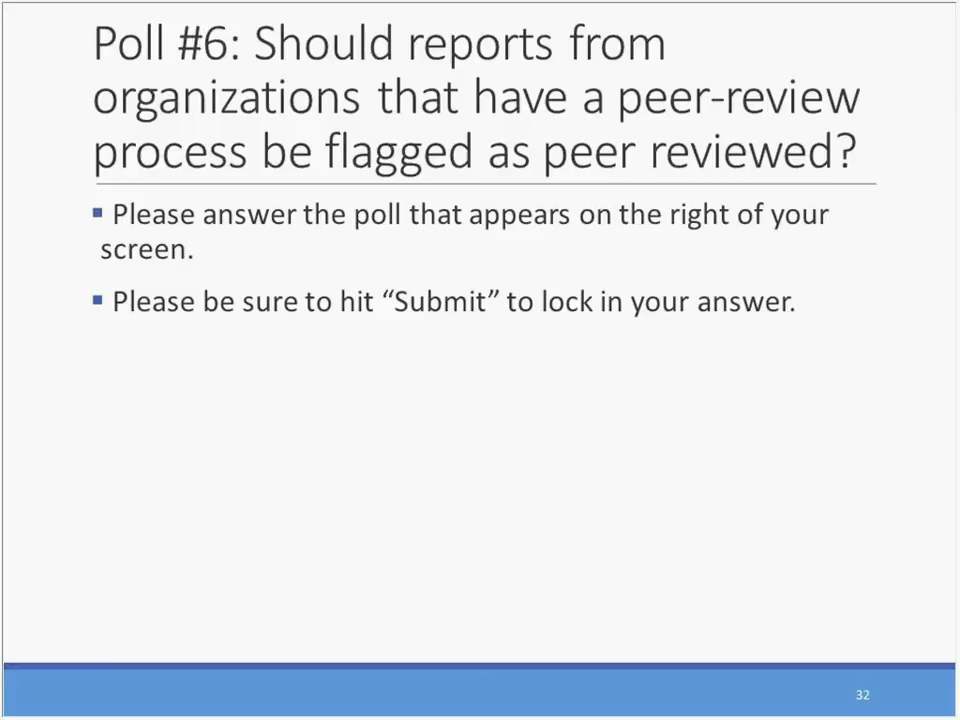 Poll #6: Should reports from
organizations that have a peer-review
process be flagged as peer reviewed?
▪ Please answer the poll that appears on the right of your
screen.
▪ Please be sure to hit “Submit” to lock in your answer.
32